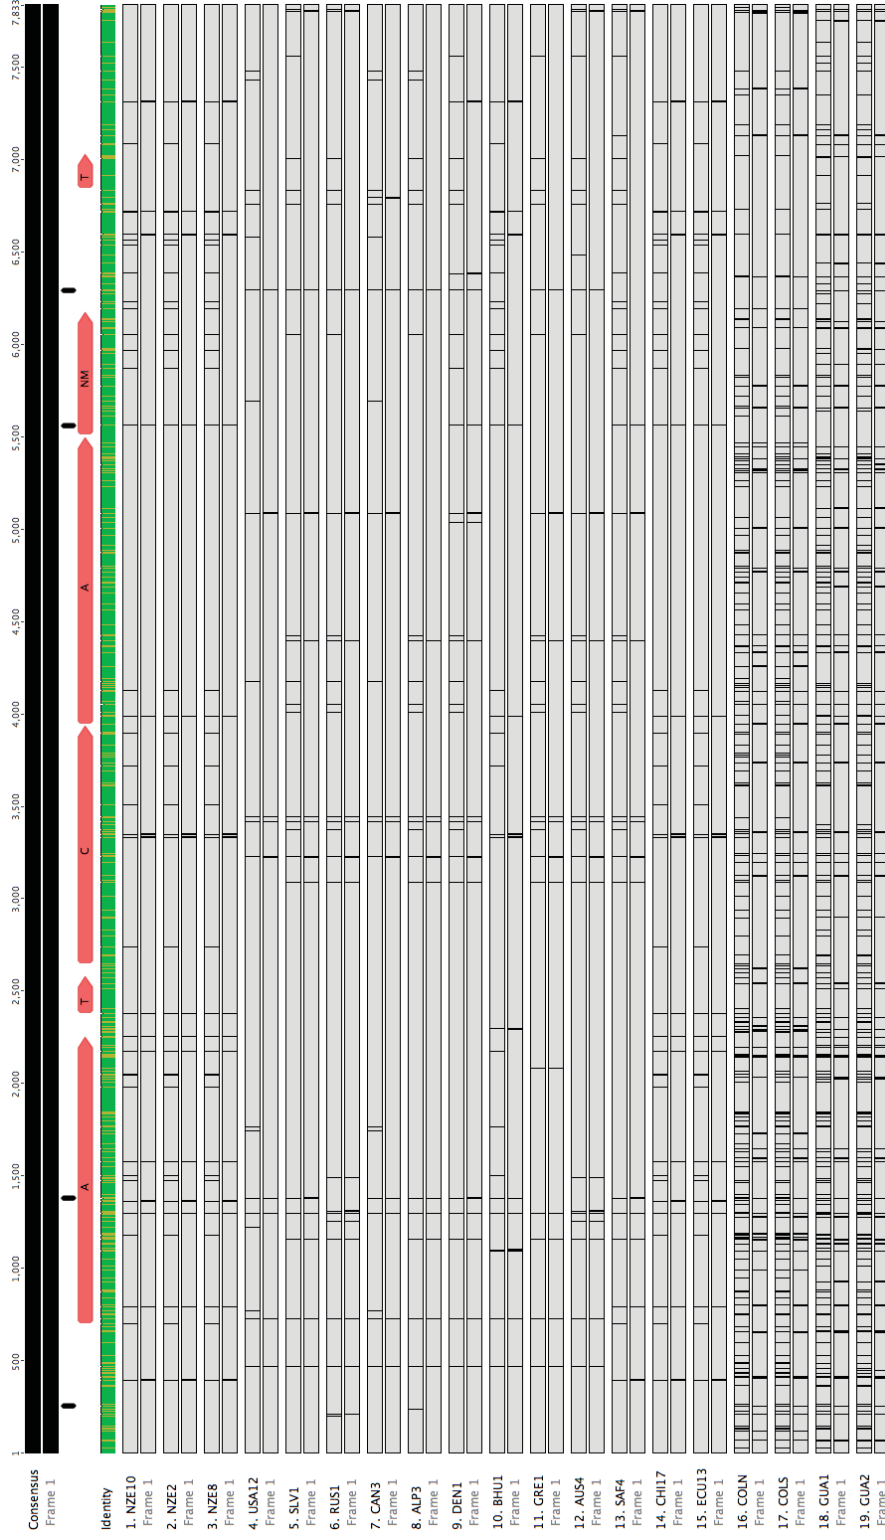 1 500 1,000 1,500 2,000 2,500 3,000 3,500 4,000 4,500 5,000 5,500 6,000 6,500 7,000 7,500 7,833
Consensus
Frame 1
A T C A NM T
Identity
1. NZE10
Frame 1
2. NZE2
Frame 1
3. NZE8
Frame 1
4. USA12
Frame 1
5. SLV1
Frame 1
6. RUS1
Frame 1
7. CAN3
Frame 1
8. ALP3
Frame 1
9. DEN1
Frame 1
10. BHU1
Frame 1
11. GRE1
Frame 1
12. AUS4
Frame 1
13. SAF4
Frame 1
14. CHI17
Frame 1
15. ECU13
Frame 1
16. COLN
Frame 1
17. COLS
Frame 1
18. GUA1
Frame 1
19. GUA2
Frame 1